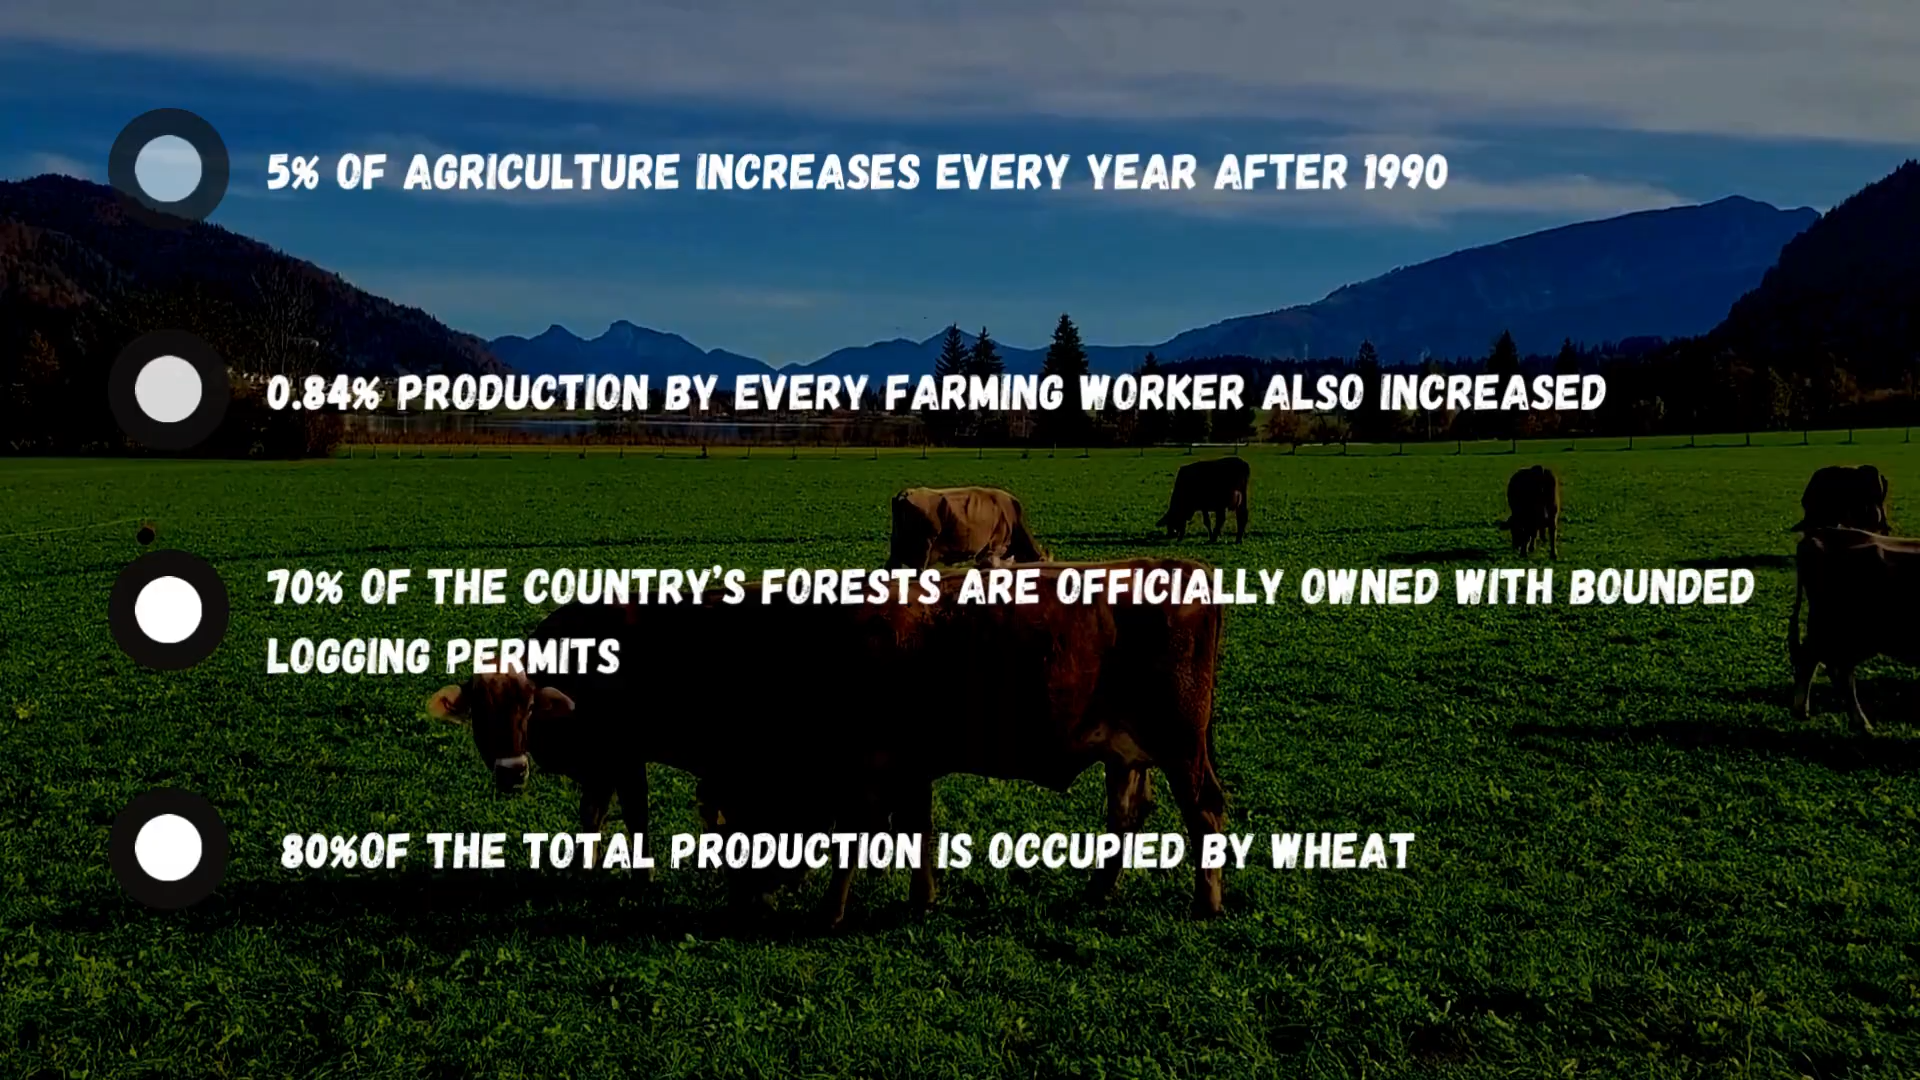 5% OF AGRICULTURE INCREASES EVERY YEAR AFTER 1990
0.84% PRODUCTION BY EVERY FARMING WORKER ALSO INCREASED
70% OF THE COUNTRY'S FORESTS ARE OFFICIALLY OWNED WITH BOUNDED
LOGGING PERMITS
80%OF THE TOTAL PRODUCTION IS OCCUPIED BY WHEAT